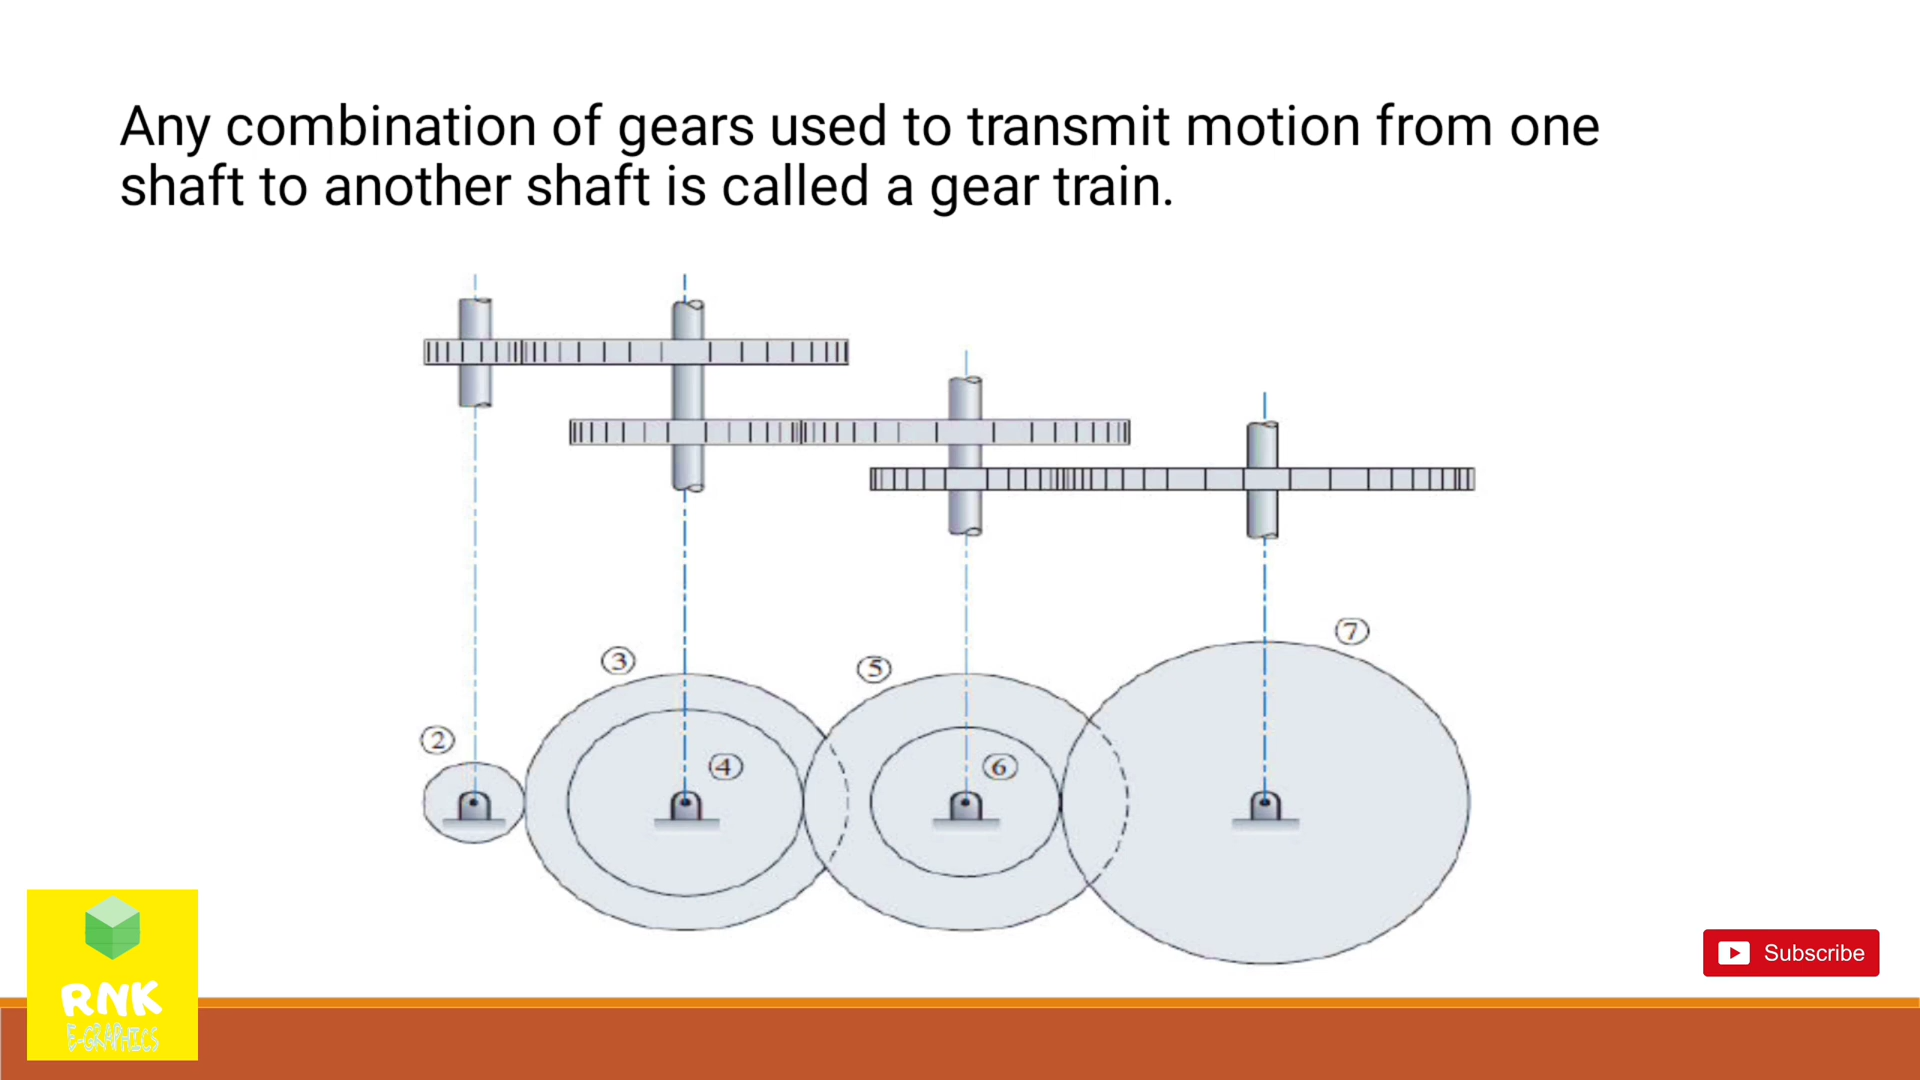 Any combination of gears used to transmit motion from one
shaft to another shaft is called a gear train.
7
3
5
2
4
6
RNK
E-GRAPHICS
Subscribe